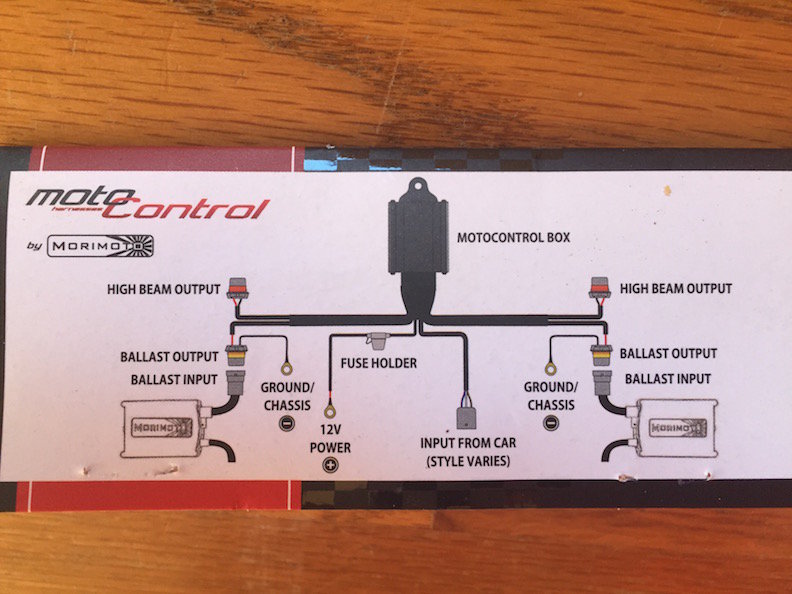 moto
harnesses
Control
by MORIMOTO
MOTOCONTROL BOX
HIGH BEAM OUTPUT
HIGH BEAM OUTPUT
BALLAST OUTPUT
BALLAST INPUT
FUSE HOLDER
BALLAST OUTPUT
BALLAST INPUT
GROUND/
CHASSIS
-
12V
POWER
+
INPUT FROM CAR
(STYLE VARIES)
GROUND/
CHASSIS
-
MORIMOTO
MORIMOTO